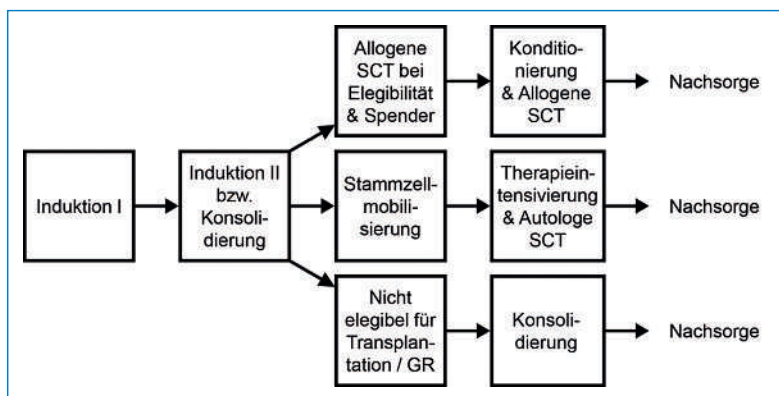 Induktion I
Induktion II
bzw.
Konsoli-
dierung
Allogene
SCT bei
Elegibilität
& Spender
Konditio-
nierung
& Allogene
SCT
Nachsorge
Stammzell-
mobili-
sierung
Therapiein-
tensivierung
& Autologe
SCT
Nachsorge
Nicht
elegibel für
Transplan-
tation / GR
Konsoli-
dierung
Nachsorge